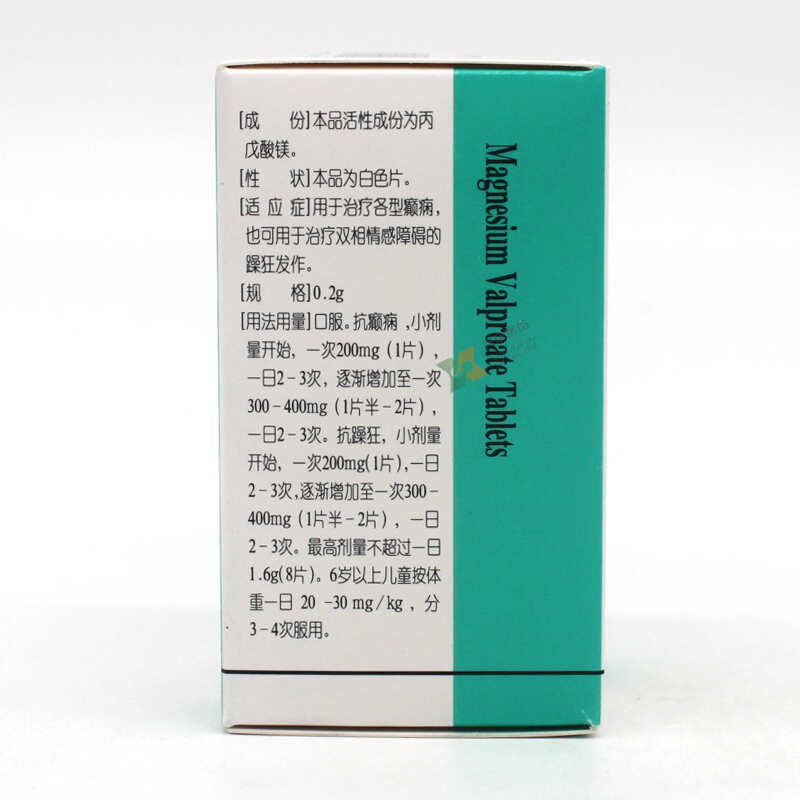 [成 份]本品活性成份为丙
戊酸镁。
[性 状]本品为白色片。
[适 应 症]用于治疗各型癫痫,
也可用于治疗双相情感障碍的
躁狂发作。
[规 格]0.2g
[用法用量]口服。抗癫痫,小剂
量开始,一次200mg(1片),
一日2-3次,逐渐增加至一次
300-400mg(1片半-2片),
一日2-3次。抗躁狂,小剂量
开始,一次200mg(1片),一日
2-3次,逐渐增加至一次300-
400mg(1片半-2片),一日
2-3次。最高剂量不超过一日
1.6g(8片)。6岁以上儿童按体
重一日 20 -30 mg/kg , 分
3-4次服用。
Magnesium Valproate Tablets